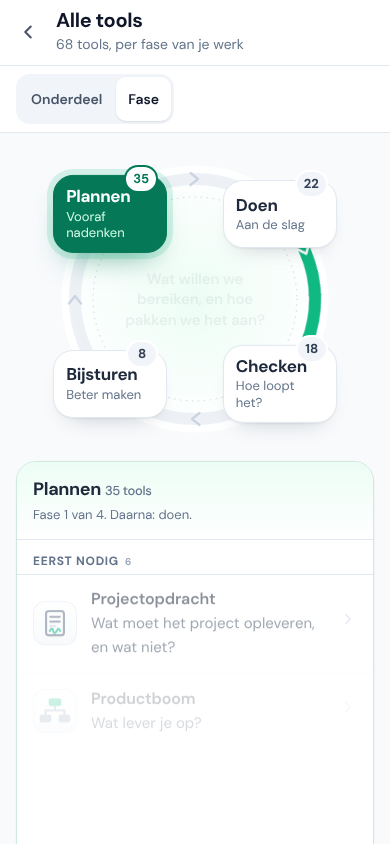 Alle tools
68 tools, per fase van je werk
Onderdeel
Fase
35
Plannen
Vooraf
nadenken
22
Doen
Aan de slag
Wat willen we
bereiken, en hoe
pakken we het aan?
8
Bijsturen
Beter maken
18
Checken
Hoe loopt
het?
Plannen 35 tools
Fase 1 van 4. Daarna: doen.
EERST NODIG 6
Projectopdracht
Wat moet het project opleveren,
en wat niet?
Productboom
Wat lever je op?